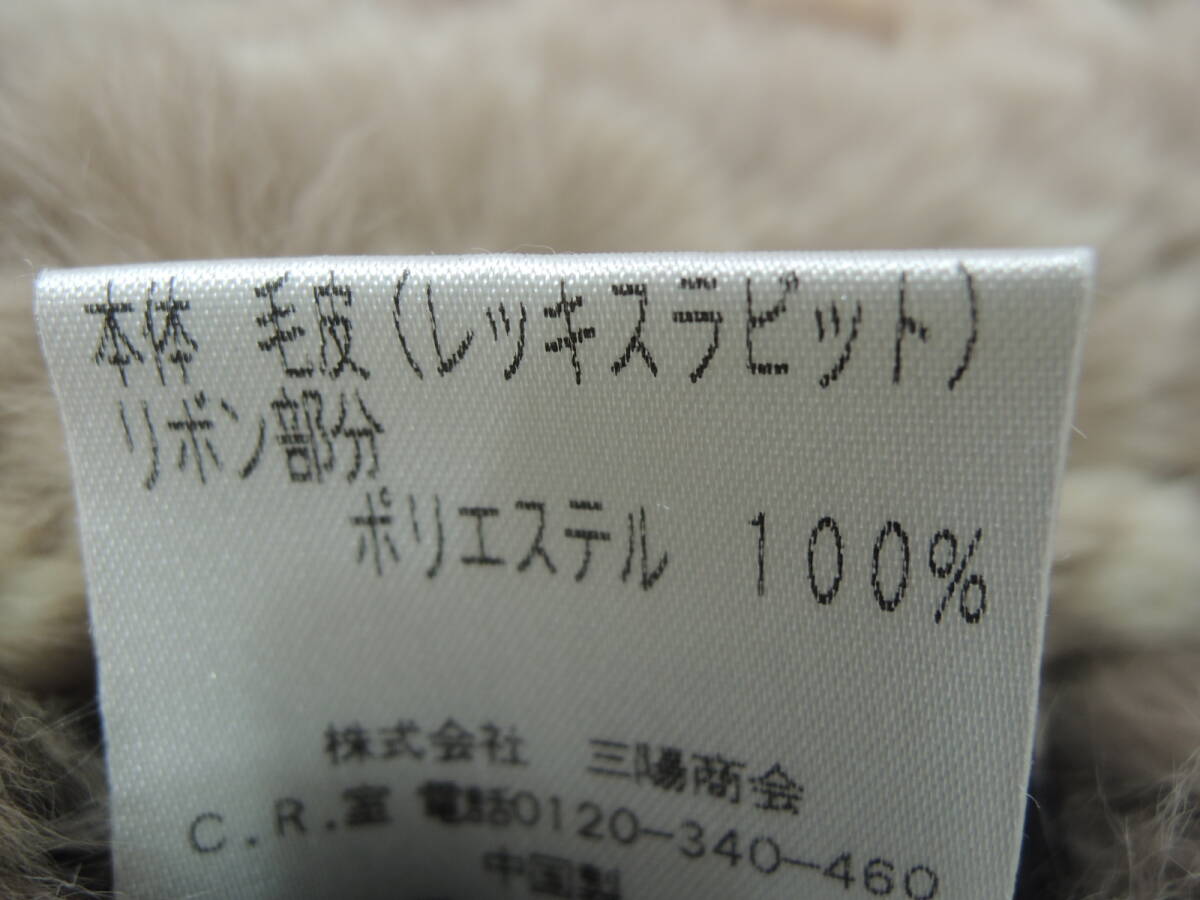 本体 毛皮(レッキスラビット)
リボン部分
ポリエステル 100%
株式会社 三陽商会
C.R.室 電話0120-340-460
中国製